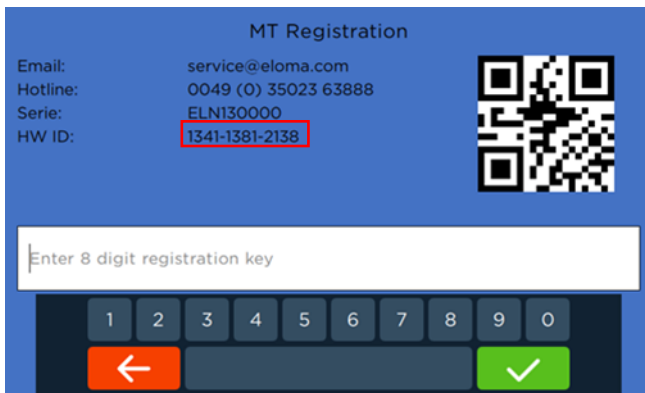 MT Registration
Email: service@eloma.com
Hotline: 0049 (0) 35023 63888
Serie: ELN130000
HW ID: 1341-1381-2138
Enter 8 digit registration key
1 2 3 4 5 6 7 8 9 0